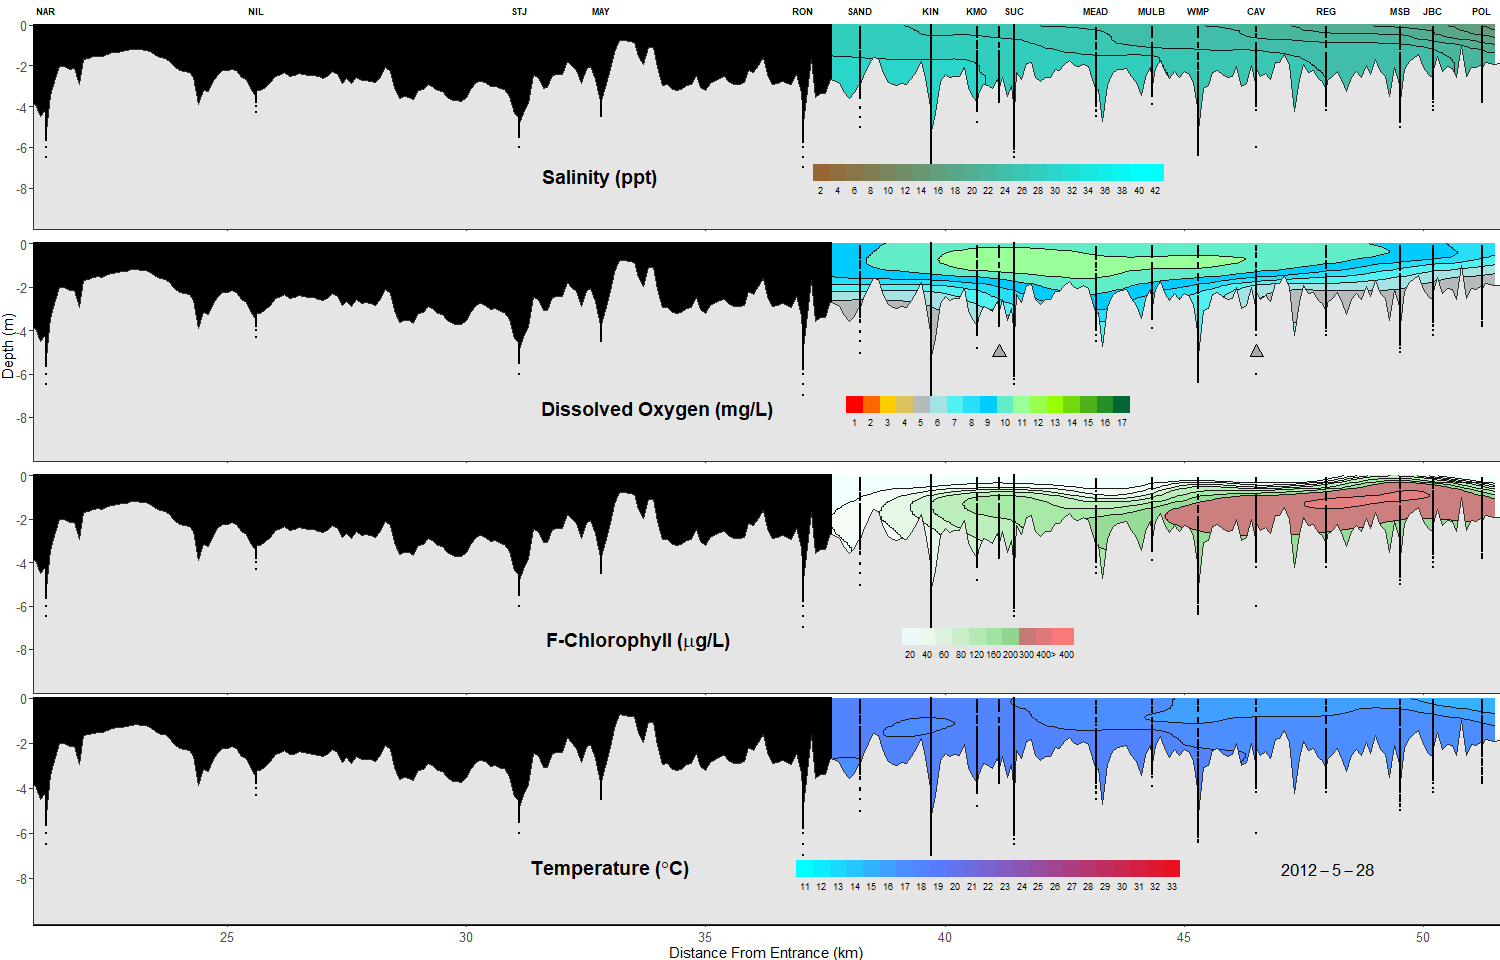 NAR NIL STJ MAY RON SAND KIN KMO SUC MEAD MULB WMP CAV REG MSB JBC POL
0
-2
-4
-6
-8
Salinity (ppt)
2 4 6 8 10 12 14 16 18 20 22 24 26 28 30 32 34 36 38 40 42
0
-2
-4
-6
-8
Depth (m)
Dissolved Oxygen (mg/L)
1 2 3 4 5 6 7 8 9 10 11 12 13 14 15 16 17
0
-2
-4
-6
-8
F-Chlorophyll (μg/L)
20 40 60 80 120 160 200 300 400> 400
0
-2
-4
-6
-8
Temperature (°C)
11 12 13 14 15 16 17 18 19 20 21 22 23 24 25 26 27 28 29 30 31 32 33
2012 – 5 – 28
25 30 35 40 45 50
Distance From Entrance (km)